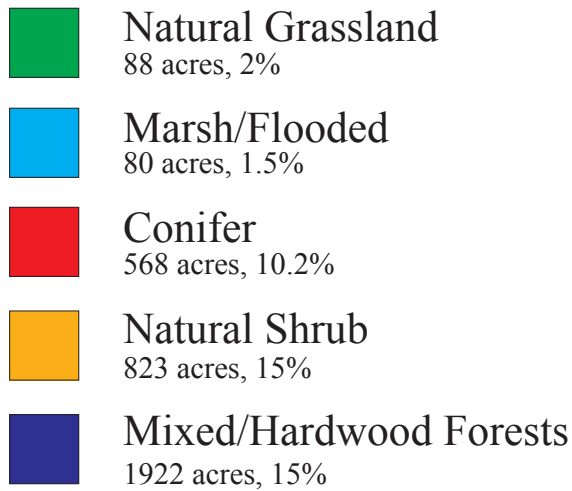 Natural Grassland
88 acres, 2%
Marsh/Flooded
80 acres, 1.5%
Conifer
568 acres, 10.2%
Natural Shrub
823 acres, 15%
Mixed/Hardwood Forests
1922 acres, 15%